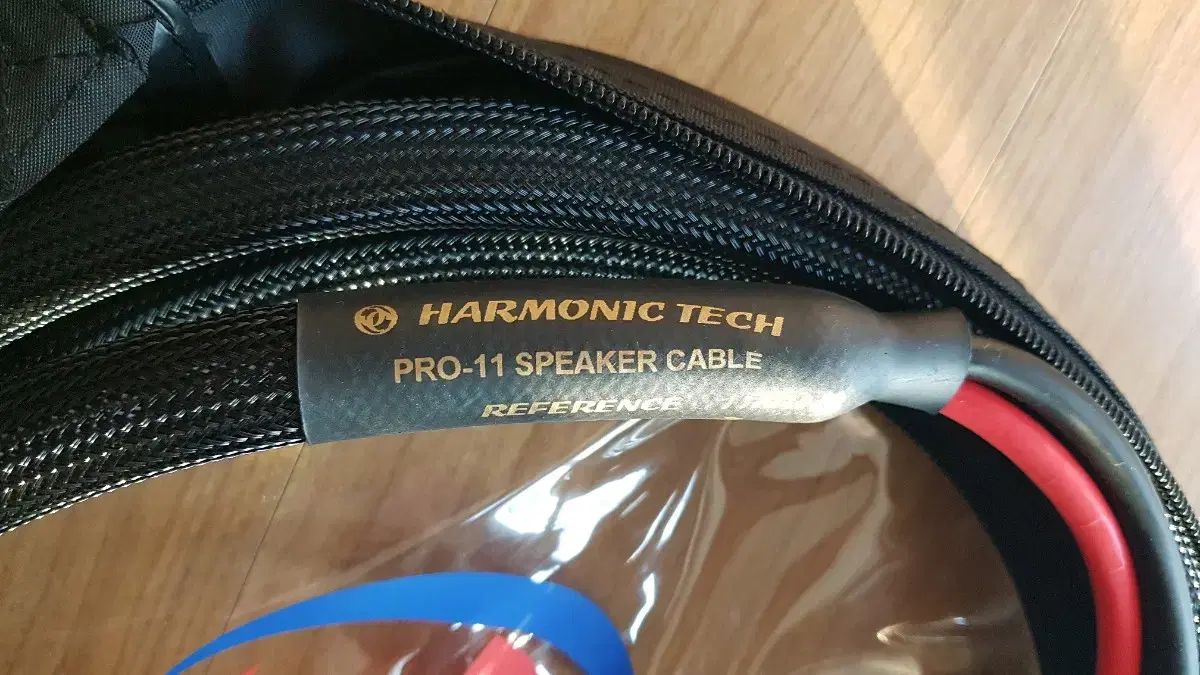 HARMONIC TECH
PRO-11 SPEAKER CABLE
REFERENCE